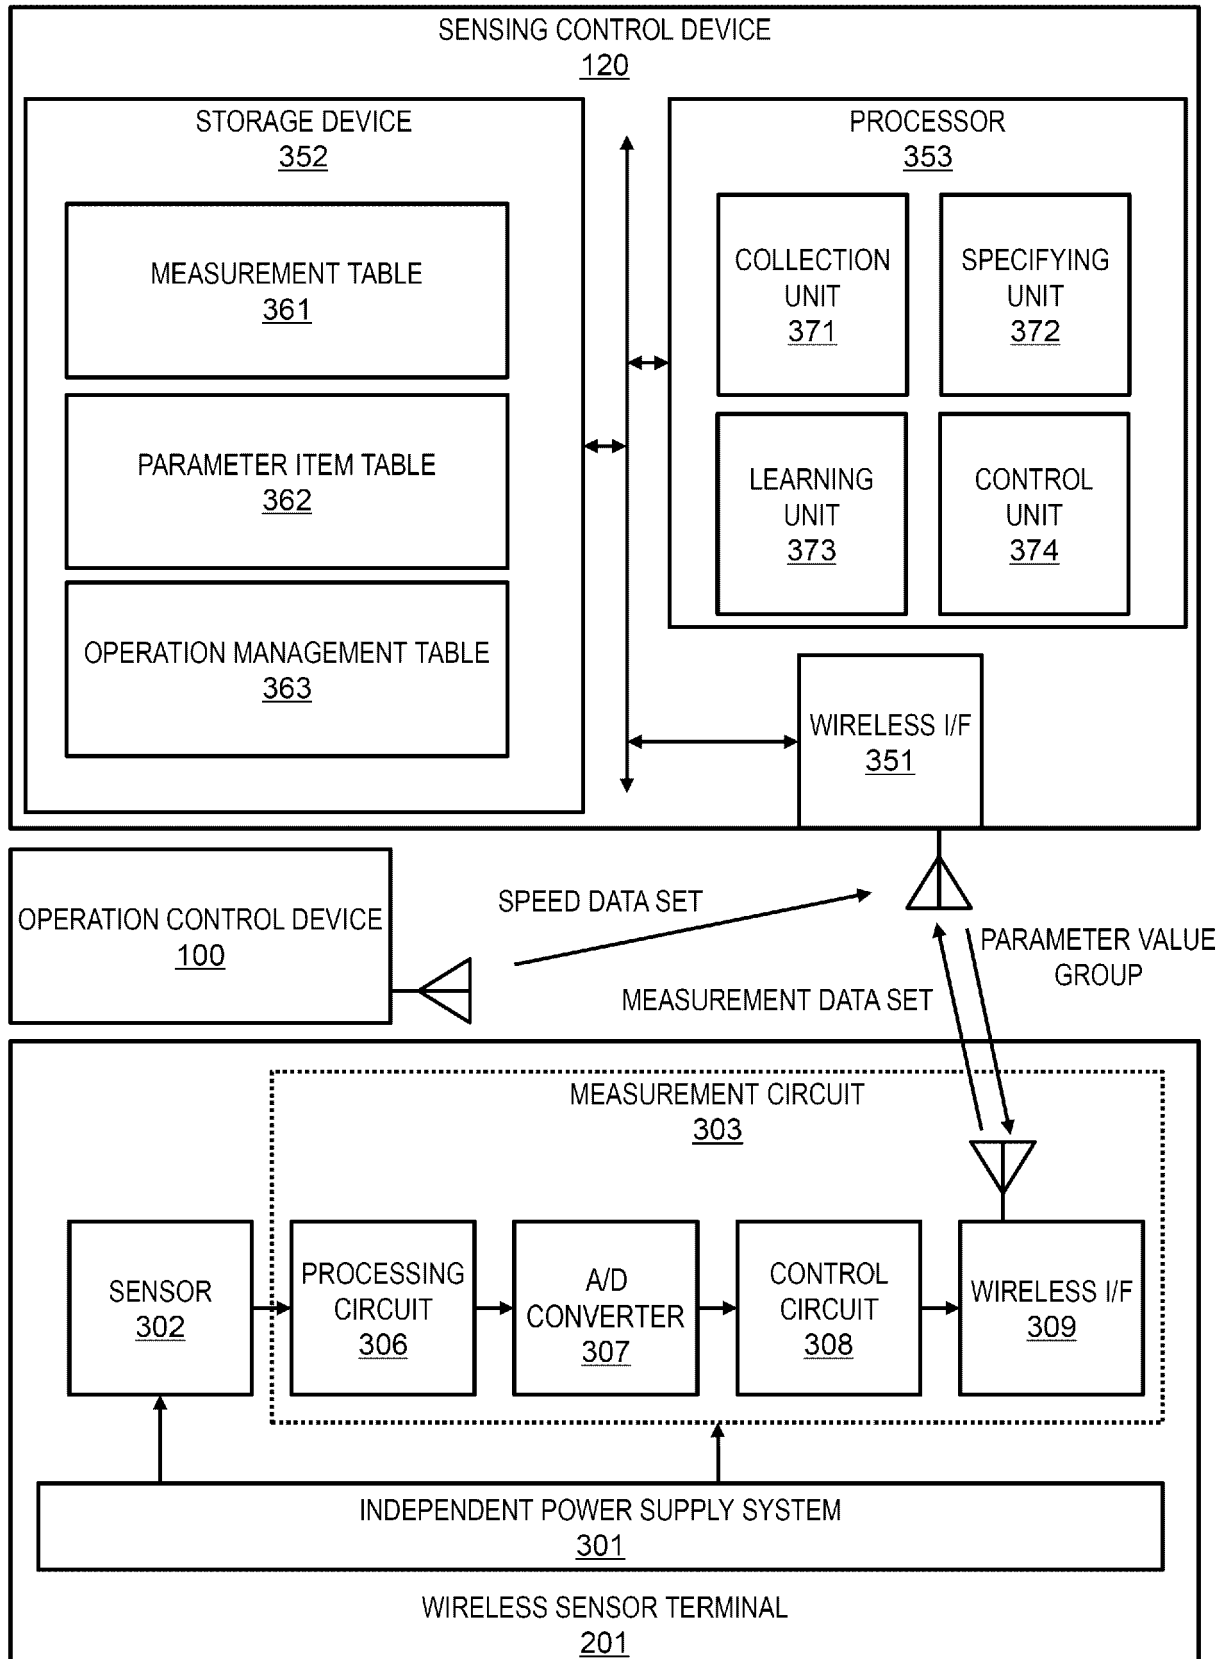 SENSING CONTROL DEVICE
120
STORAGE DEVICE
352
MEASUREMENT TABLE
361
PARAMETER ITEM TABLE
362
OPERATION MANAGEMENT TABLE
363
PROCESSOR
353
COLLECTION
UNIT
371
SPECIFYING
UNIT
372
LEARNING
UNIT
373
CONTROL
UNIT
374
WIRELESS I/F
351
OPERATION CONTROL DEVICE
100
SPEED DATA SET
MEASUREMENT DATA SET
PARAMETER VALUE
GROUP
MEASUREMENT CIRCUIT
303
SENSOR
302
PROCESSING
CIRCUIT
306
A/D
CONVERTER
307
CONTROL
CIRCUIT
308
WIRELESS I/F
309
INDEPENDENT POWER SUPPLY SYSTEM
301
WIRELESS SENSOR TERMINAL
201